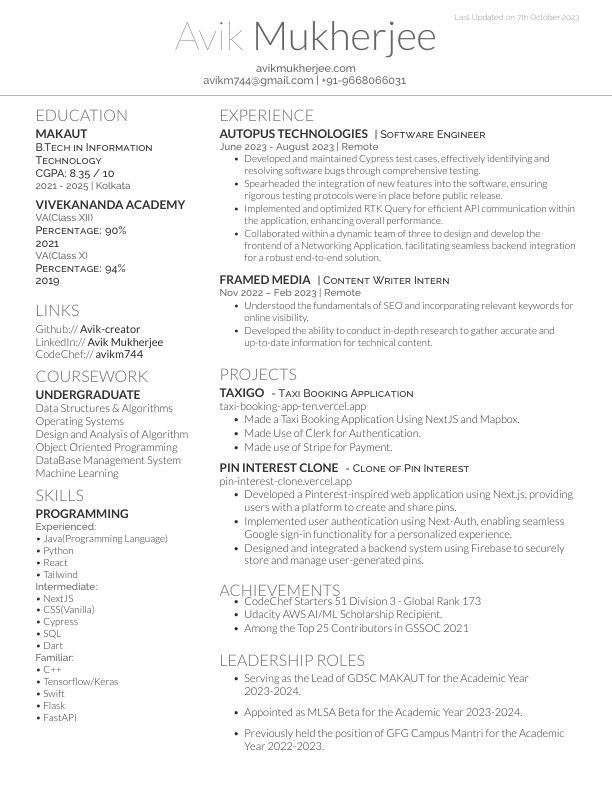 Last Updated on 7th October 2023
Avik Mukherjee
avikmukherjee.com
avikm744@gmail.com | +91-9668066031
EDUCATION
MAKAUT
B.Tech in Information
Technology
CGPA: 8.35 / 10
2021 - 2025 | Kolkata
VIVEKANANDA ACADEMY
VA(Class XII)
Percentage: 90%
2021
VA(Class X)
Percentage: 94%
2019
LINKS
Github:// Avik-creator
LinkedIn:// Avik Mukherjee
CodeChef:// avikm744
COURSEWORK
UNDERGRADUATE
Data Structures & Algorithms
Operating Systems
Design and Analysis of Algorithm
Object Oriented Programming
DataBase Management System
Machine Learning
SKILLS
PROGRAMMING
Experienced:
• Java(Programming Language)
• Python
• React
• Tailwind
Intermediate:
• NextJS
• CSS(Vanilla)
• Cypress
• SQL
• Dart
Familiar:
• C++
• Tensorflow/Keras
• Swift
• Flask
• FastAPI
EXPERIENCE
AUTOPUS TECHNOLOGIES | Software Engineer
June 2023 - August 2023 | Remote
• Developed and maintained Cypress test cases, effectively identifying and
resolving software bugs through comprehensive testing.
• Spearheaded the integration of new features into the software, ensuring
rigorous testing protocols were in place before public release.
• Implemented and optimized RTK Query for efficient API communication within
the application, enhancing overall performance.
• Collaborated within a dynamic team of three to design and develop the
frontend of a Networking Application, facilitating seamless backend integration
for a robust end-to-end solution.
FRAMED MEDIA | Content Writer Intern
Nov 2022 – Feb 2023 | Remote
• Understood the fundamentals of SEO and incorporating relevant keywords for
online visibility.
• Developed the ability to conduct in-depth research to gather accurate and
up-to-date information for technical content.
PROJECTS
TAXIGO - Taxi Booking Application
taxi-booking-app-ten.vercel.app
• Made a Taxi Booking Application Using NextJS and Mapbox.
• Made Use of Clerk for Authentication.
• Made use of Stripe for Payment.
PIN INTEREST CLONE - Clone of Pin Interest
pin-interest-clone.vercel.app
• Developed a Pinterest-inspired web application using Next.js, providing
users with a platform to create and share pins.
• Implemented user authentication using Next-Auth, enabling seamless
Google sign-in functionality for a personalized experience.
• Designed and integrated a backend system using Firebase to securely
store and manage user-generated pins.
ACHIEVEMENTS
• CodeChef Starters 51 Division 3 - Global Rank 173
• Udacity AWS AI/ML Scholarship Recipient.
• Among the Top 25 Contributors in GSSOC 2021
LEADERSHIP ROLES
• Serving as the Lead of GDSC MAKAUT for the Academic Year
2023-2024.
• Appointed as MLSA Beta for the Academic Year 2023-2024.
• Previously held the position of GFG Campus Mantri for the Academic
Year 2022-2023.